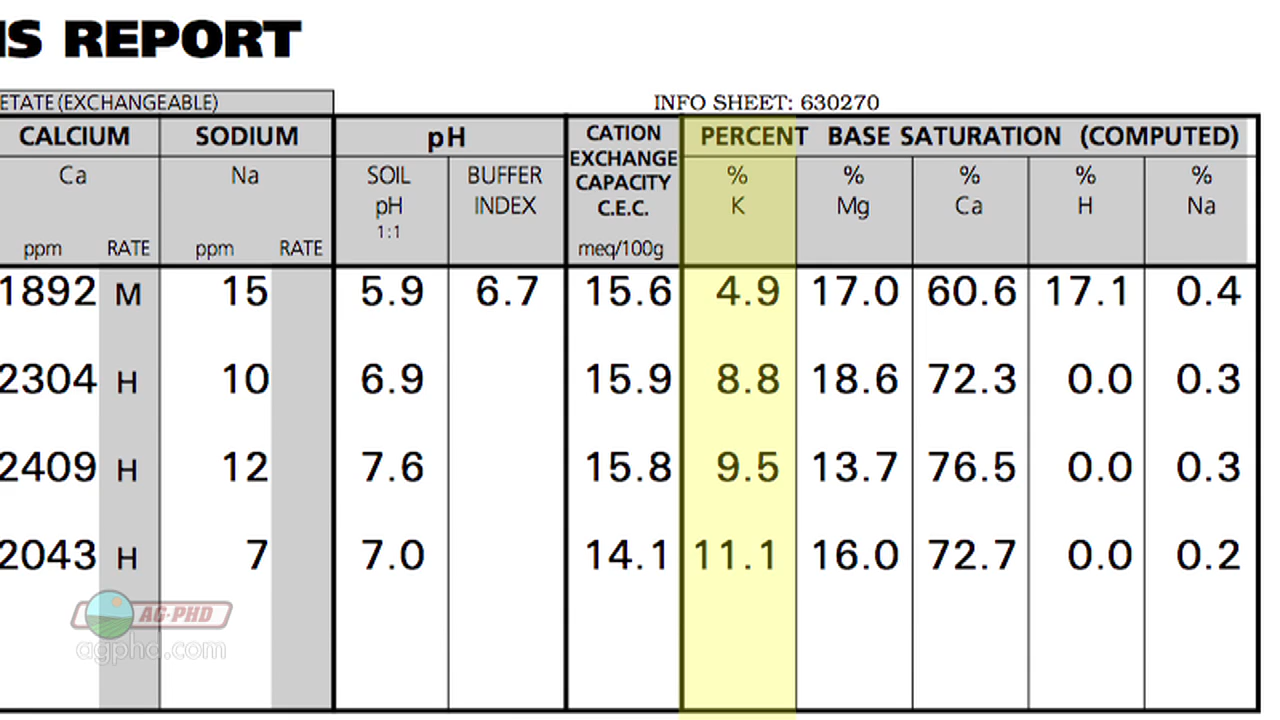 IS REPORT
ETATE (EXCHANGEABLE) INFO SHEET: 630270
CALCIUM SODIUM pH CATION EXCHANGE CAPACITY C.E.C. PERCENT BASE SATURATION (COMPUTED)
Ca Na SOIL pH 1:1 BUFFER INDEX % K % Mg % Ca % H % Na
ppm RATE ppm RATE meq/100g
1892 M 15 5.9 6.7 15.6 4.9 17.0 60.6 17.1 0.4
2304 H 10 6.9 15.9 8.8 18.6 72.3 0.0 0.3
2409 H 12 7.6 15.8 9.5 13.7 76.5 0.0 0.3
2043 H 7 7.0 14.1 11.1 16.0 72.7 0.0 0.2
AG·PHD
agphd.com